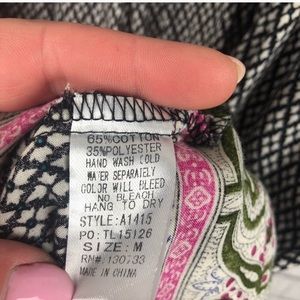 65% COTTON
35% POLYESTER
HAND WASH COLD
WATER SEPARATELY
COLOR WILL BLEED
NO BLEACH
HANG TO DRY
STYLE: A1415
PO: TL15126
SIZE: M
RN#: 130733
MADE IN CHINA